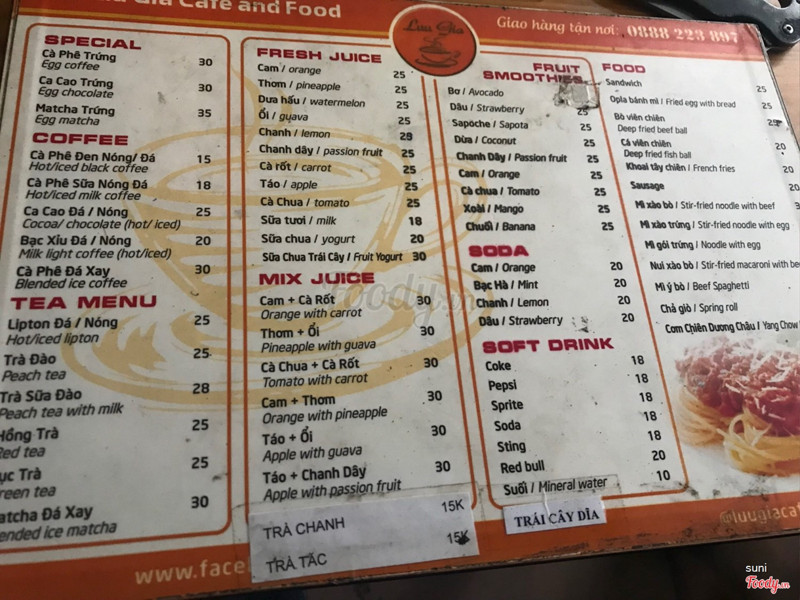 Gia Café and Food
Lưu Gia
Giao hàng tận nơi: 0888 223 897
SPECIAL
Cà Phê Trứng 30
Egg coffee
Ca Cao Trứng 30
Egg chocolate
Matcha Trứng 35
Egg matcha
COFFEE
Cà Phê Đen Nóng/ Đá 15
Hot/iced black coffee
Cà Phê Sữa Nóng Đá 18
Hot/iced milk coffee
Ca Cao Đá / Nóng 25
Cocoa/ chocolate (hot/ iced)
Bạc Xỉu Đá / Nóng 20
Milk light coffee (hot/iced)
Cà Phê Đá Xay 30
Blended ice coffee
TEA MENU
Lipton Đá / Nóng 25
Hot/iced lipton
Trà Đào 25
Peach tea
Trà Sữa Đào 28
Peach tea with milk
Hồng Trà 25
Red tea
ục Trà 25
reen tea
atcha Đá Xay 30
ended ice matcha
FRESH JUICE
Cam / orange 25
Thơm / pineapple 25
Dưa hấu / watermelon 25
Ổi / guava 25
Chanh / lemon 25
Chanh dây / passion fruit 25
Cà rốt / carrot 25
Táo / apple 25
Cà Chua / tomato 25
Sữa tươi / milk 18
Sữa chua / yogurt 20
Sữa Chua Trái Cây / Fruit Yogurt 30
MIX JUICE
Cam + Cà Rốt 30
Orange with carrot
Thơm + Ổi 30
Pineapple with guava
Cà Chua + Cà Rốt 30
Tomato with carrot
Cam + Thơm 30
Orange with pineapple
Táo + Ổi 30
Apple with guava
Táo + Chanh Dây 30
Apple with passion fruit
TRÀ CHANH 15K
TRÀ TẮC 15K
FRUIT
SMOOTHIES
Bơ / Avocado
Dâu / Strawberry 25
Sapoche / Sapota 25
Dừa / Coconut 25
Chanh Dây / Passion fruit 25
Cam / Orange 25
Cà chua / Tomato 25
Xoài / Mango 25
Chuối / Banana 25
SODA
Cam / Orange 20
Bạc Hà / Mint 20
Chanh / Lemon 20
Dâu / Strawberry 20
SOFT DRINK
Coke 18
Pepsi 18
Sprite 18
Soda 18
Sting 18
Red bull 20
Suối / Mineral water 10
TRÁI CÂY DĨA
FOOD
Sandwich 25
Opla bánh mì / Fried egg with bread 25
Bò viên chiên 25
Deep fried beef ball
Cá viên chiên 20
Deep fried fish ball
Khoai tây chiên / French fries 20
Sausage 20
Mì xào bò / Stir-fried noodle with beef
Mì xào trứng / Stir-fried noodle with egg
Mì gói trứng / Noodle with egg
Nui xào bò / Stir-fried macaroni with bee
Mì ý bò / Beef Spaghetti
Chả giò / Spring roll
Cơm Chiên Dương Châu / Yang Chow
www.face
@luugiacaf
foody.vn
suni
Foody.vn